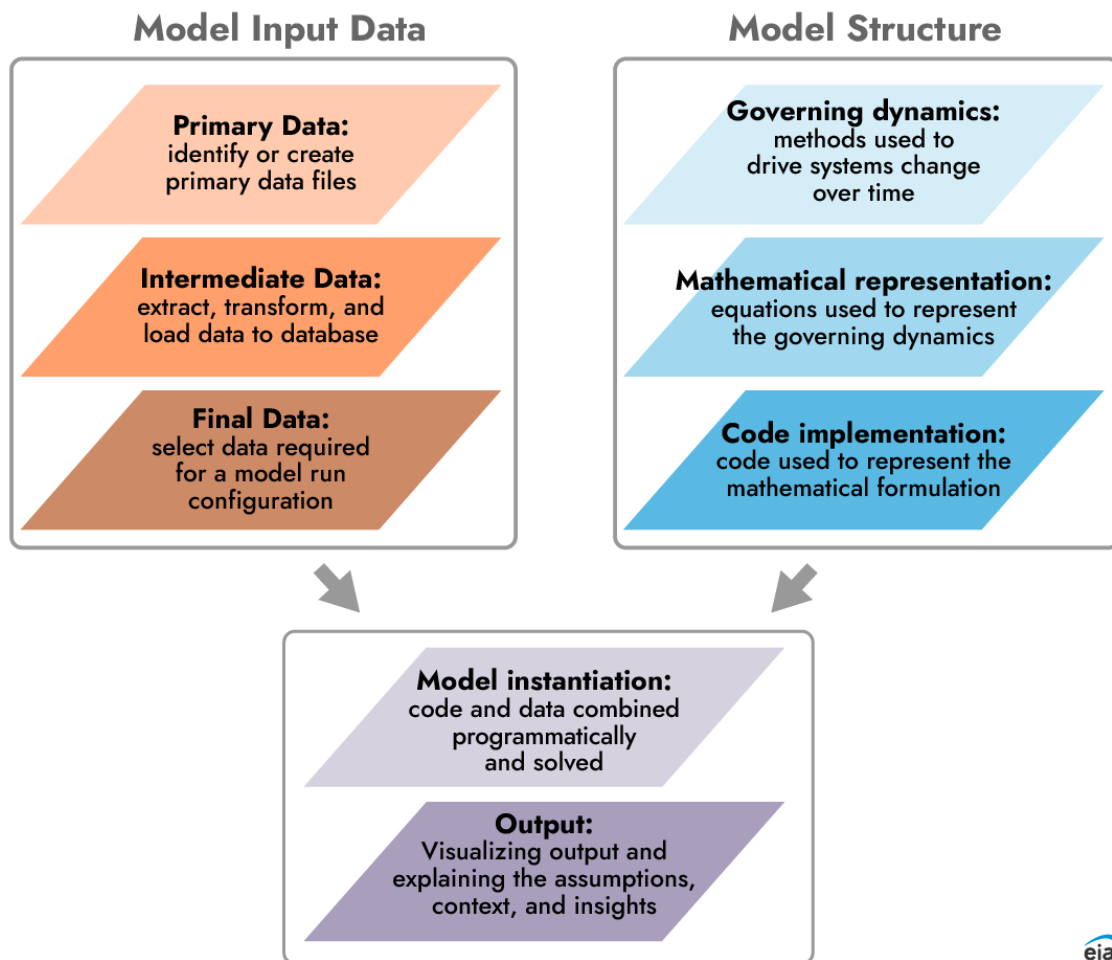 Model Input Data
Primary Data:
identify or create
primary data files
Intermediate Data:
extract, transform, and
load data to database
Final Data:
select data required
for a model run
configuration
Model Structure
Governing dynamics:
methods used to
drive systems change
over time
Mathematical representation:
equations used to represent
the governing dynamics
Code implementation:
code used to represent the
mathematical formulation
Model instantiation:
code and data combined
programmatically
and solved
Output:
Visualizing output and
explaining the assumptions,
context, and insights
eia